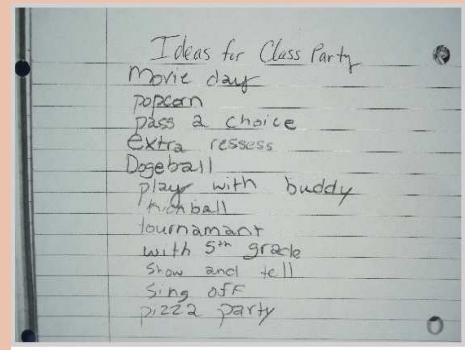 Ideas for Class Party
Movie day
popcorn
pass a choice
extra ressess
Dogeball
play with buddy
kickball
tournamant
with 5th grade
Show and tell
Sing off
pizza party